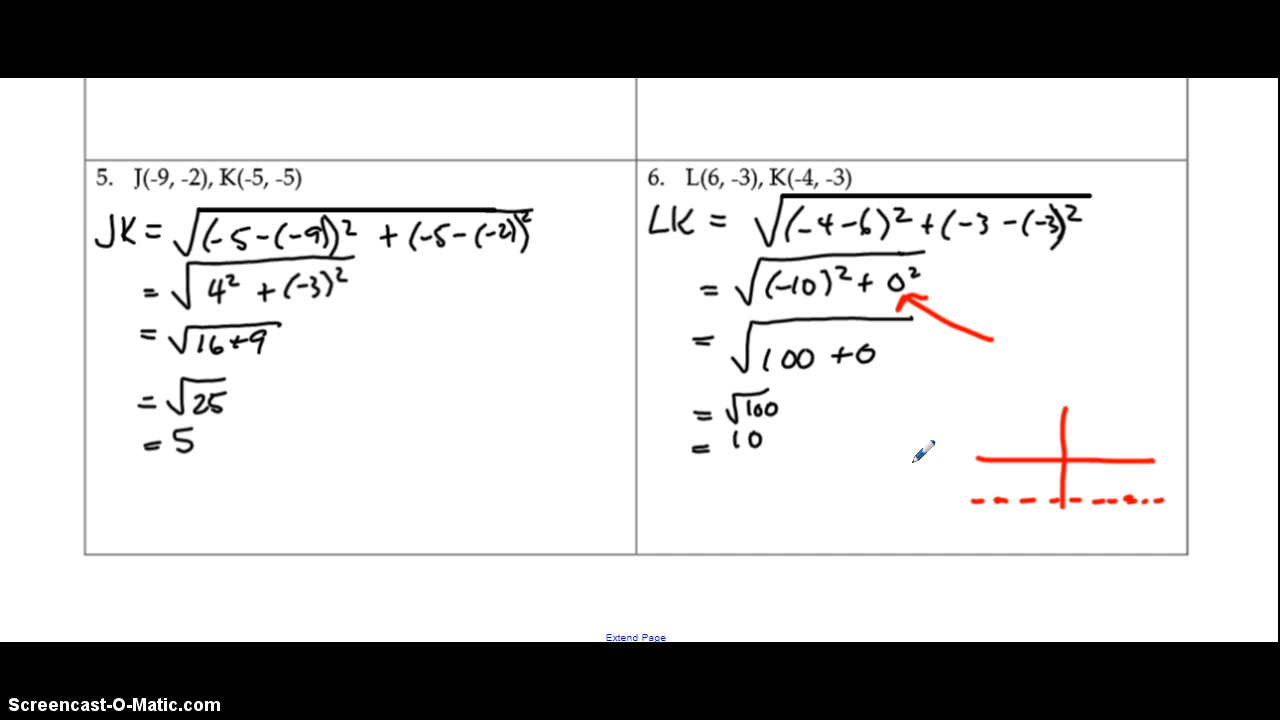 5. J(-9, -2), K(-5, -5)
JK = √(-5-(-9))² + (-5-(-2))²
= √4² + (-3)²
= √16+9
= √25
= 5
6. L(6, -3), K(-4, -3)
LK = √(-4-6)² + (-3-(-3))²
= √(-10)² + 0²
= √100 + 0
= √100
= 10
Extend Page
Screencast-O-Matic.com